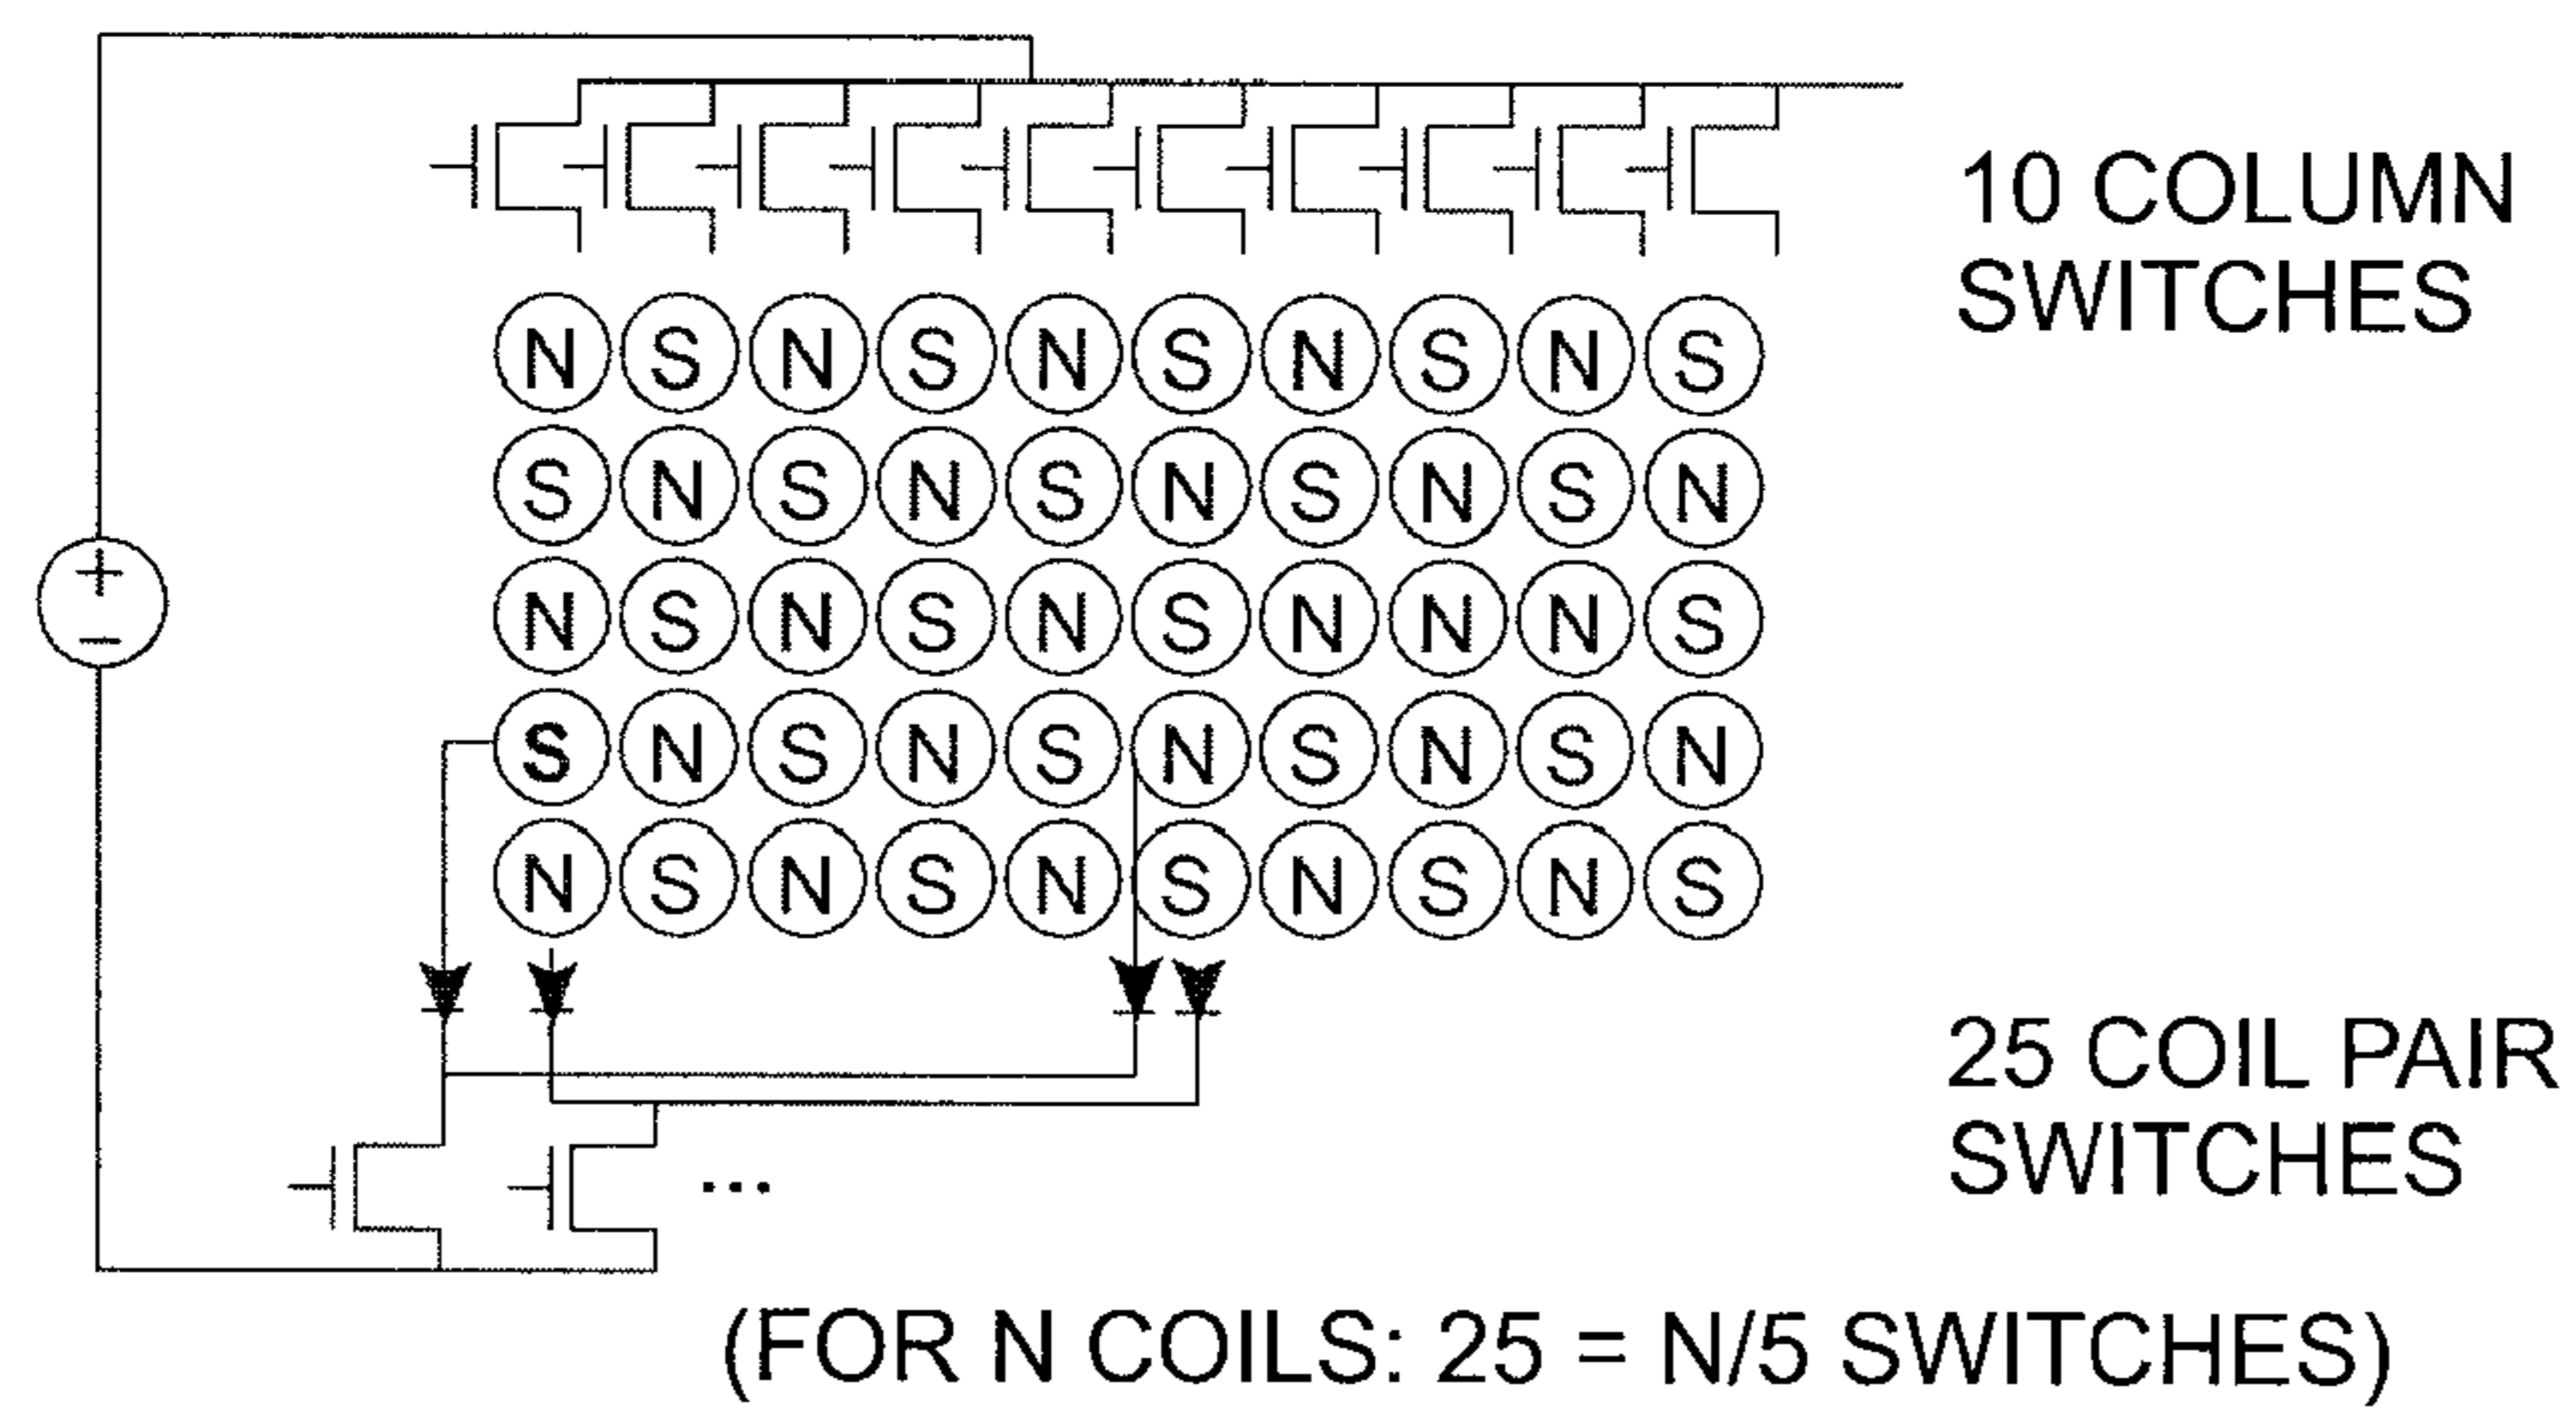 10 COLUMN
SWITCHES
N S N S N S N S N S
S N S N S N S N S N
N S N S N S N N N S
S N S N S N S N S N
N S N S N S N S N S
+
−
25 COIL PAIR
SWITCHES
...
(FOR N COILS: 25 = N/5 SWITCHES)